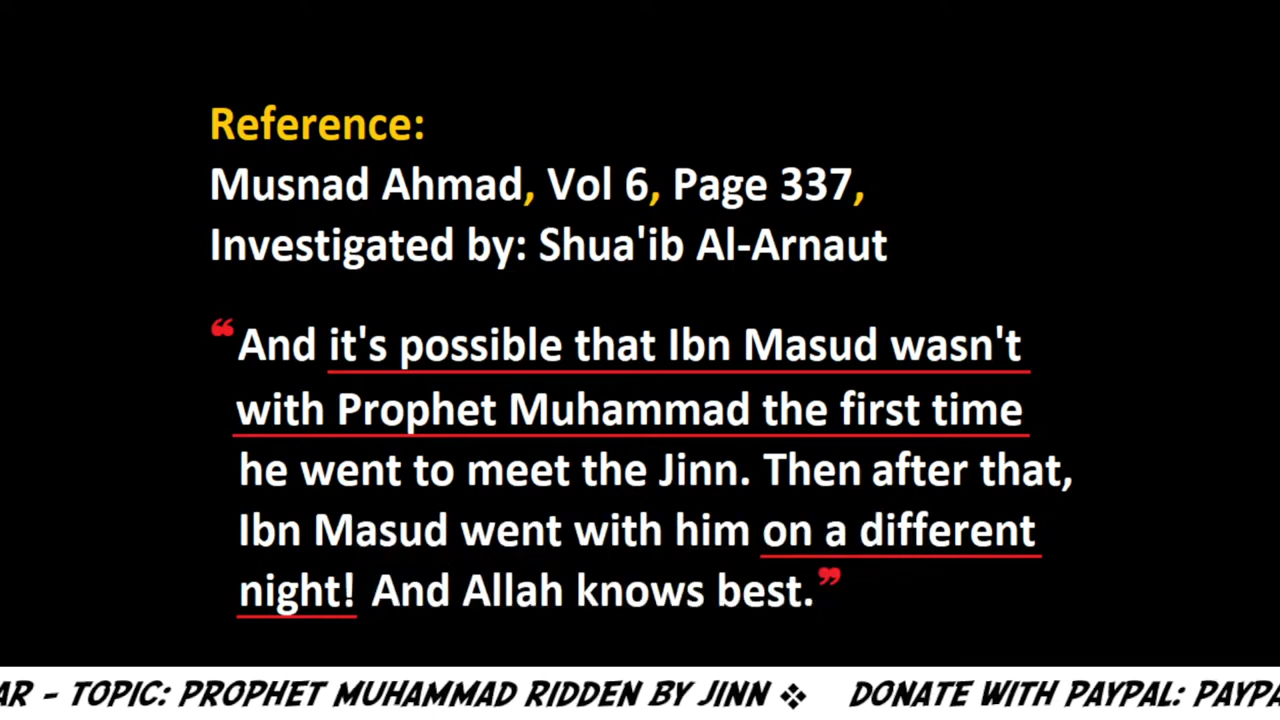 Reference:
Musnad Ahmad, Vol 6, Page 337,
Investigated by: Shua'ib Al-Arnaut
❝And it's possible that Ibn Masud wasn't
with Prophet Muhammad the first time
he went to meet the Jinn. Then after that,
Ibn Masud went with him on a different
night! And Allah knows best.❞
AR - TOPIC: PROPHET MUHAMMAD RIDDEN BY JINN ❖ DONATE WITH PAYPAL: PAYPA